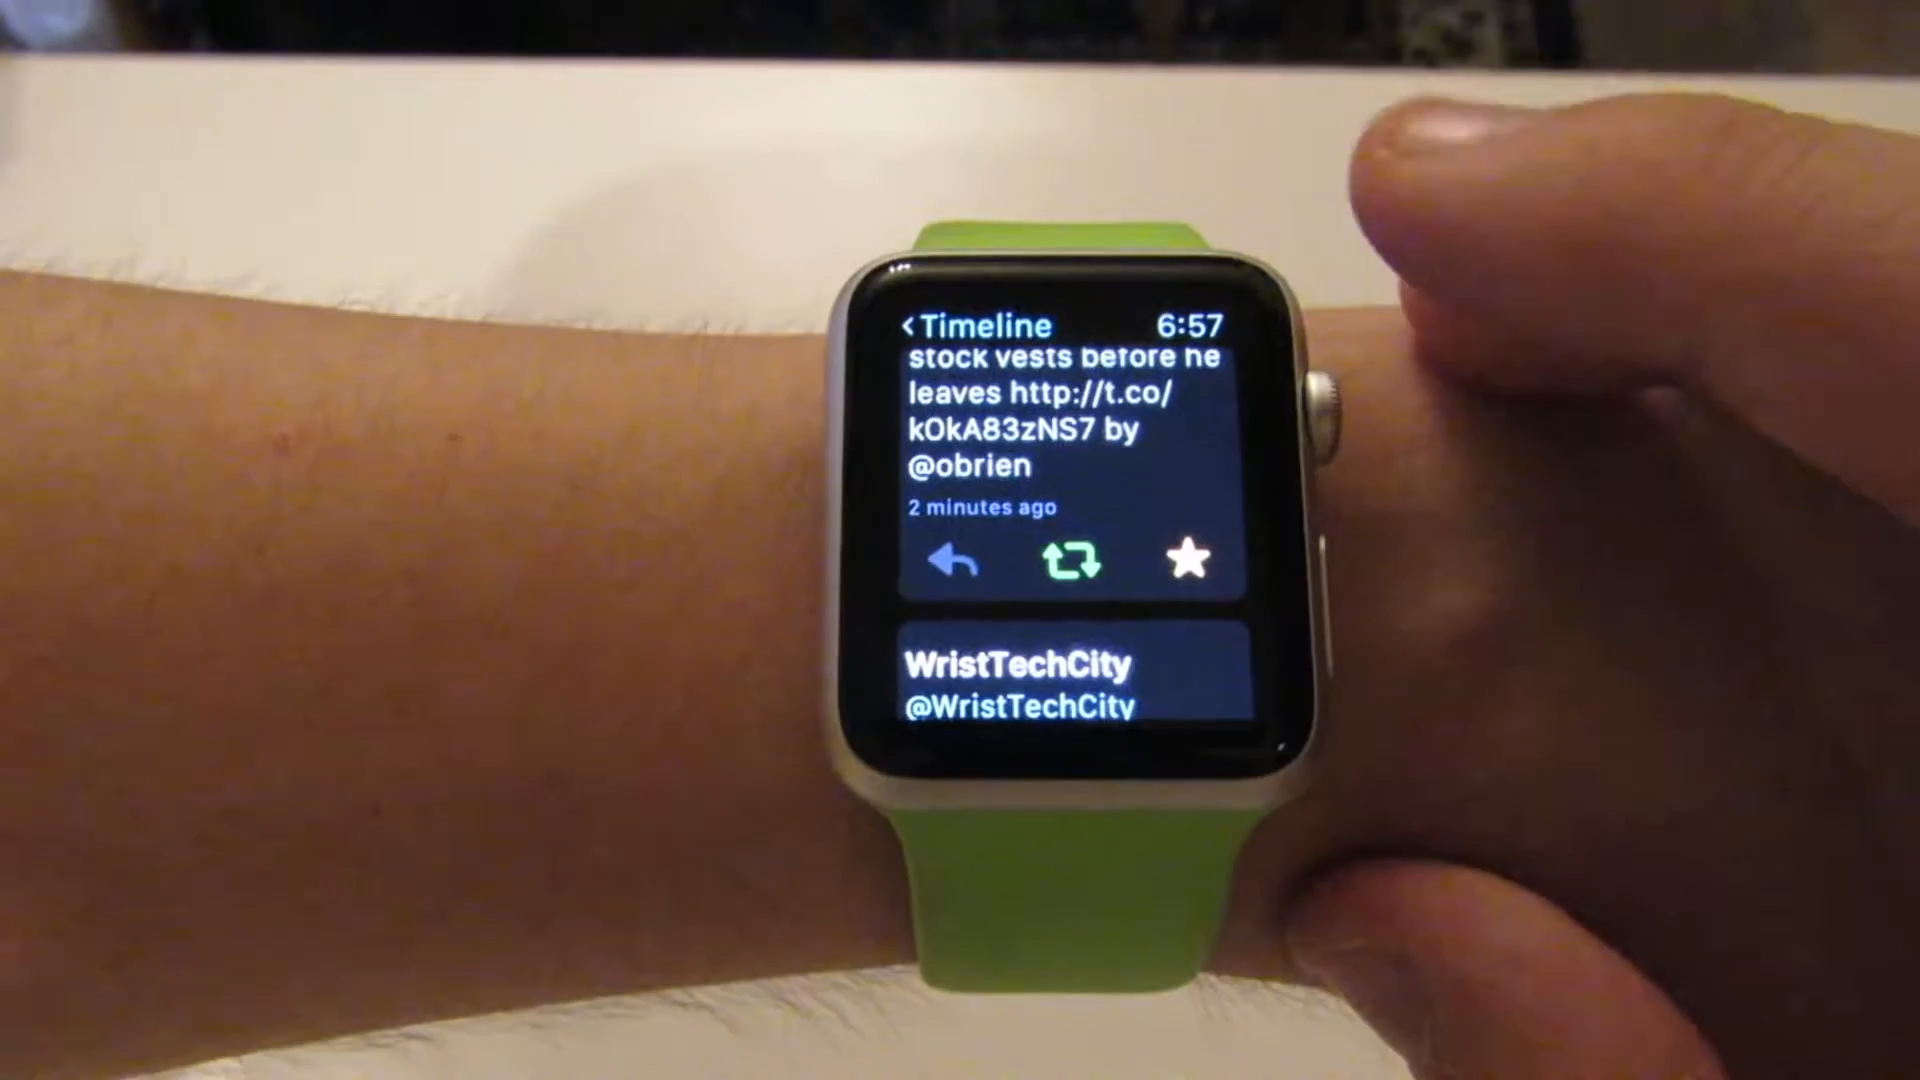 <Timeline 6:57
stock vests before he
leaves http://t.co/
kOkA83zNS7 by
@obrien
2 minutes ago
WristTechCity
@WristTechCity